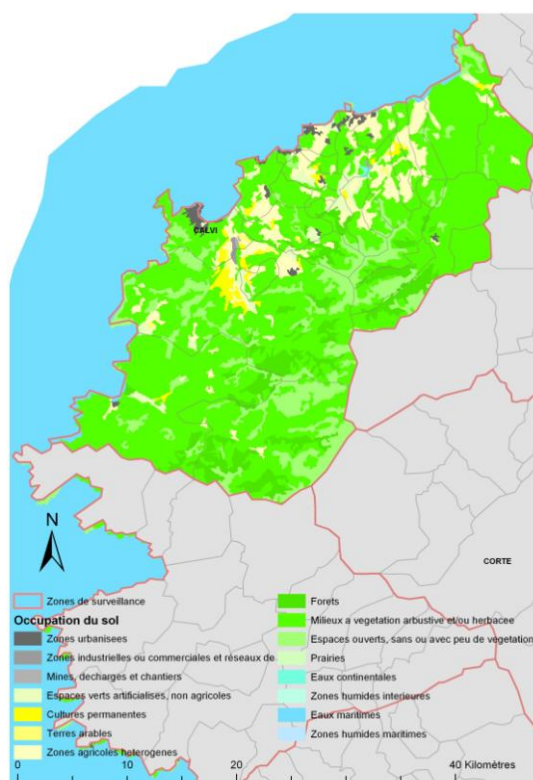 CALVI
N
CORTE
Zones de surveillance
Occupation du sol
Zones urbanisees
Zones industrielles ou commerciales et réseaux de
Mines, decharges et chantiers
Espaces verts artificialises, non agricoles
Cultures permanentes
Terres arables
Zones agricoles heterogenes
Forets
Milieux a vegetation arbustive et/ou herbacee
Espaces ouverts, sans ou avec peu de vegetation
Prairies
Eaux continentales
Zones humides interieures
Eaux maritimes
Zones humides maritimes
0 10 20 40 Kilomètres